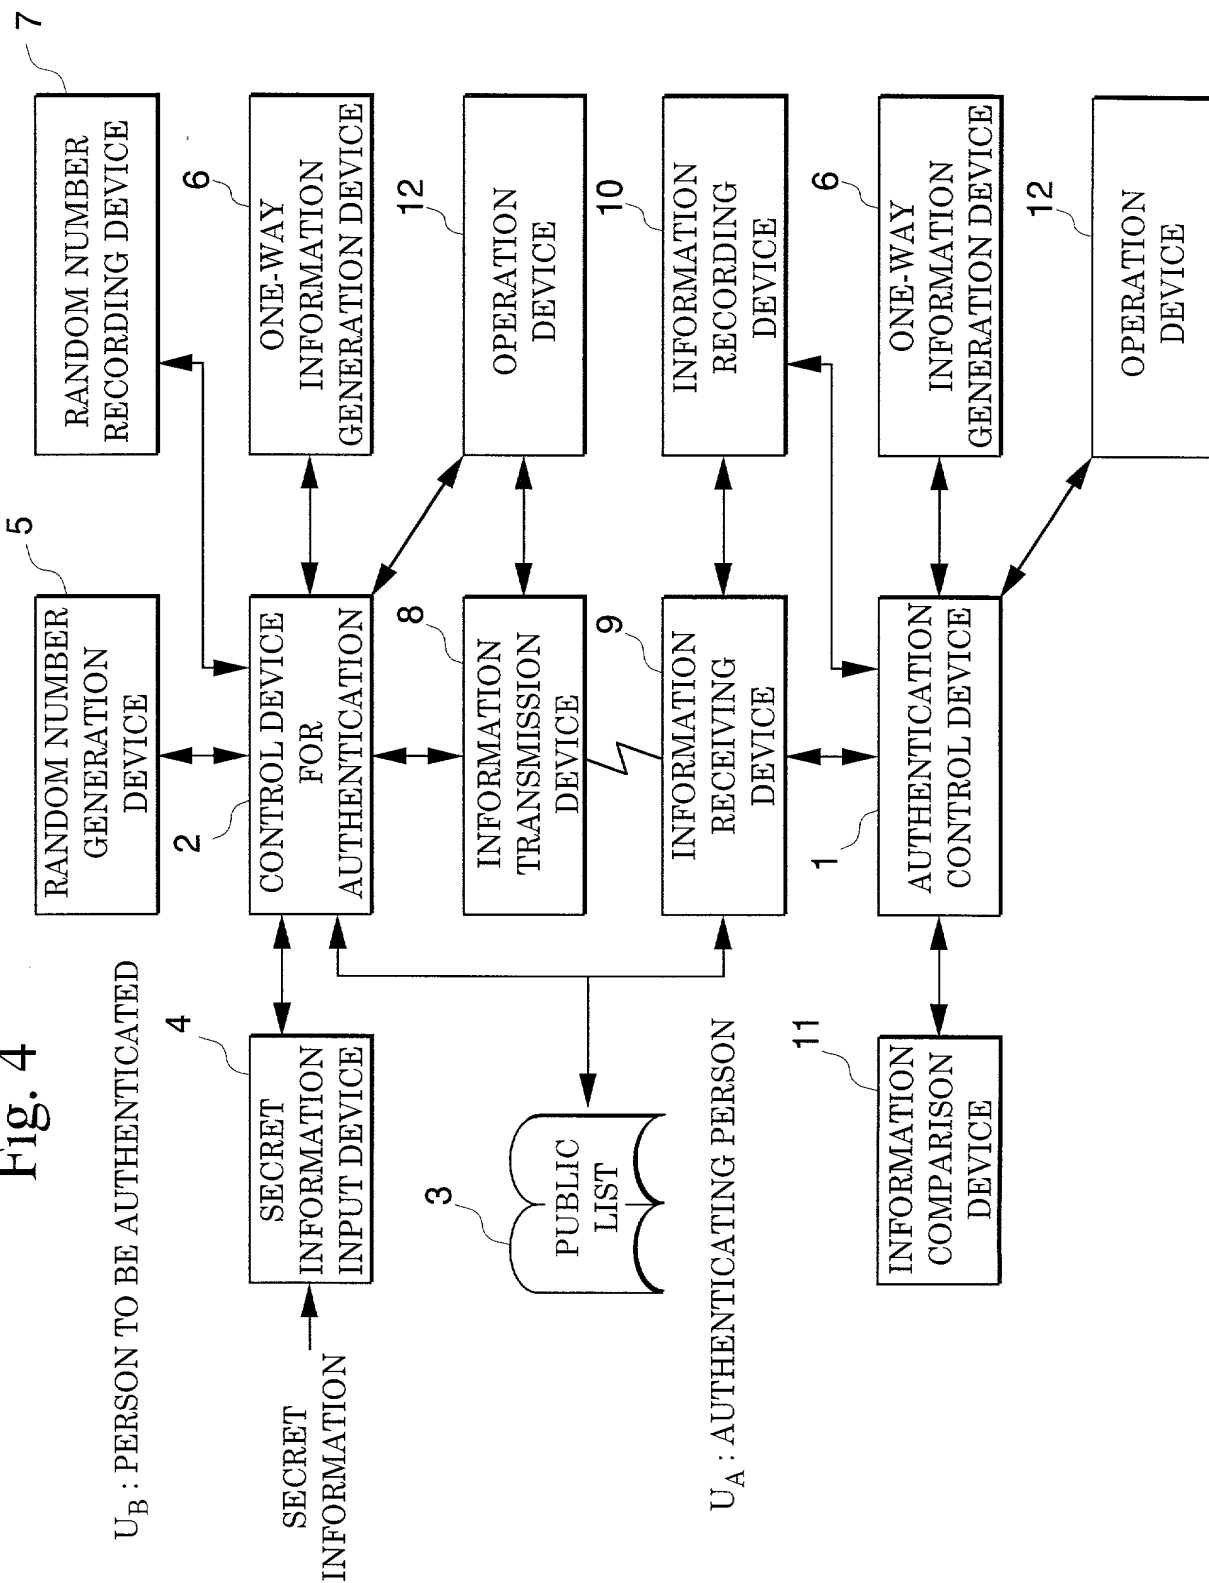 Fig. 4
U_B : PERSON TO BE AUTHENTICATED
5
RANDOM NUMBER
GENERATION
DEVICE
7
RANDOM NUMBER
RECORDING DEVICE
SECRET
INFORMATION
4
SECRET
INFORMATION
INPUT DEVICE
2
CONTROL DEVICE
FOR
AUTHENTICATION
6
ONE-WAY
INFORMATION
GENERATION DEVICE
3
PUBLIC
LIST
8
INFORMATION
TRANSMISSION
DEVICE
12
OPERATION
DEVICE
U_A : AUTHENTICATING PERSON
9
INFORMATION
RECEIVING
DEVICE
10
INFORMATION
RECORDING
DEVICE
11
INFORMATION
COMPARISON
DEVICE
1
AUTHENTICATION
CONTROL DEVICE
6
ONE-WAY
INFORMATION
GENERATION DEVICE
12
OPERATION
DEVICE